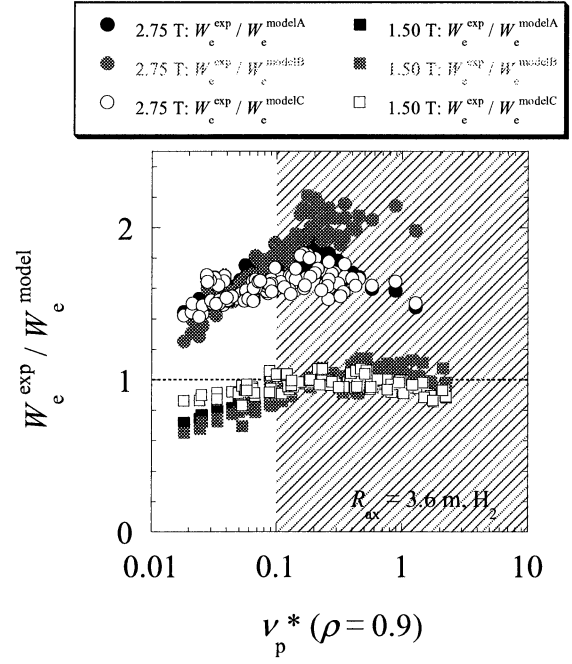 2.75 T: W_e^exp / W_e^modelA 1.50 T: W_e^exp / W_e^modelA
2.75 T: W_e^exp / W_e^modelB 1.50 T: W_e^exp / W_e^modelB
2.75 T: W_e^exp / W_e^modelC 1.50 T: W_e^exp / W_e^modelC
W_e^exp / W_e^model
2
1
0
R_ax = 3.6 m, H_2
0.01 0.1 1 10
ν_p* (ρ = 0.9)